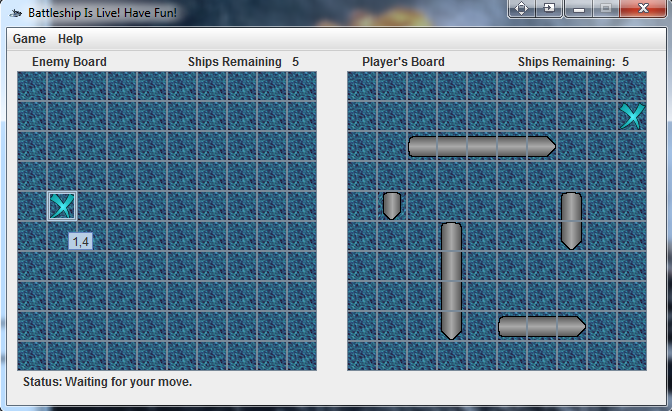 Battleship Is Live! Have Fun!
Game Help
Enemy Board Ships Remaining 5
Player's Board Ships Remaining: 5
1,4
Status: Waiting for your move.